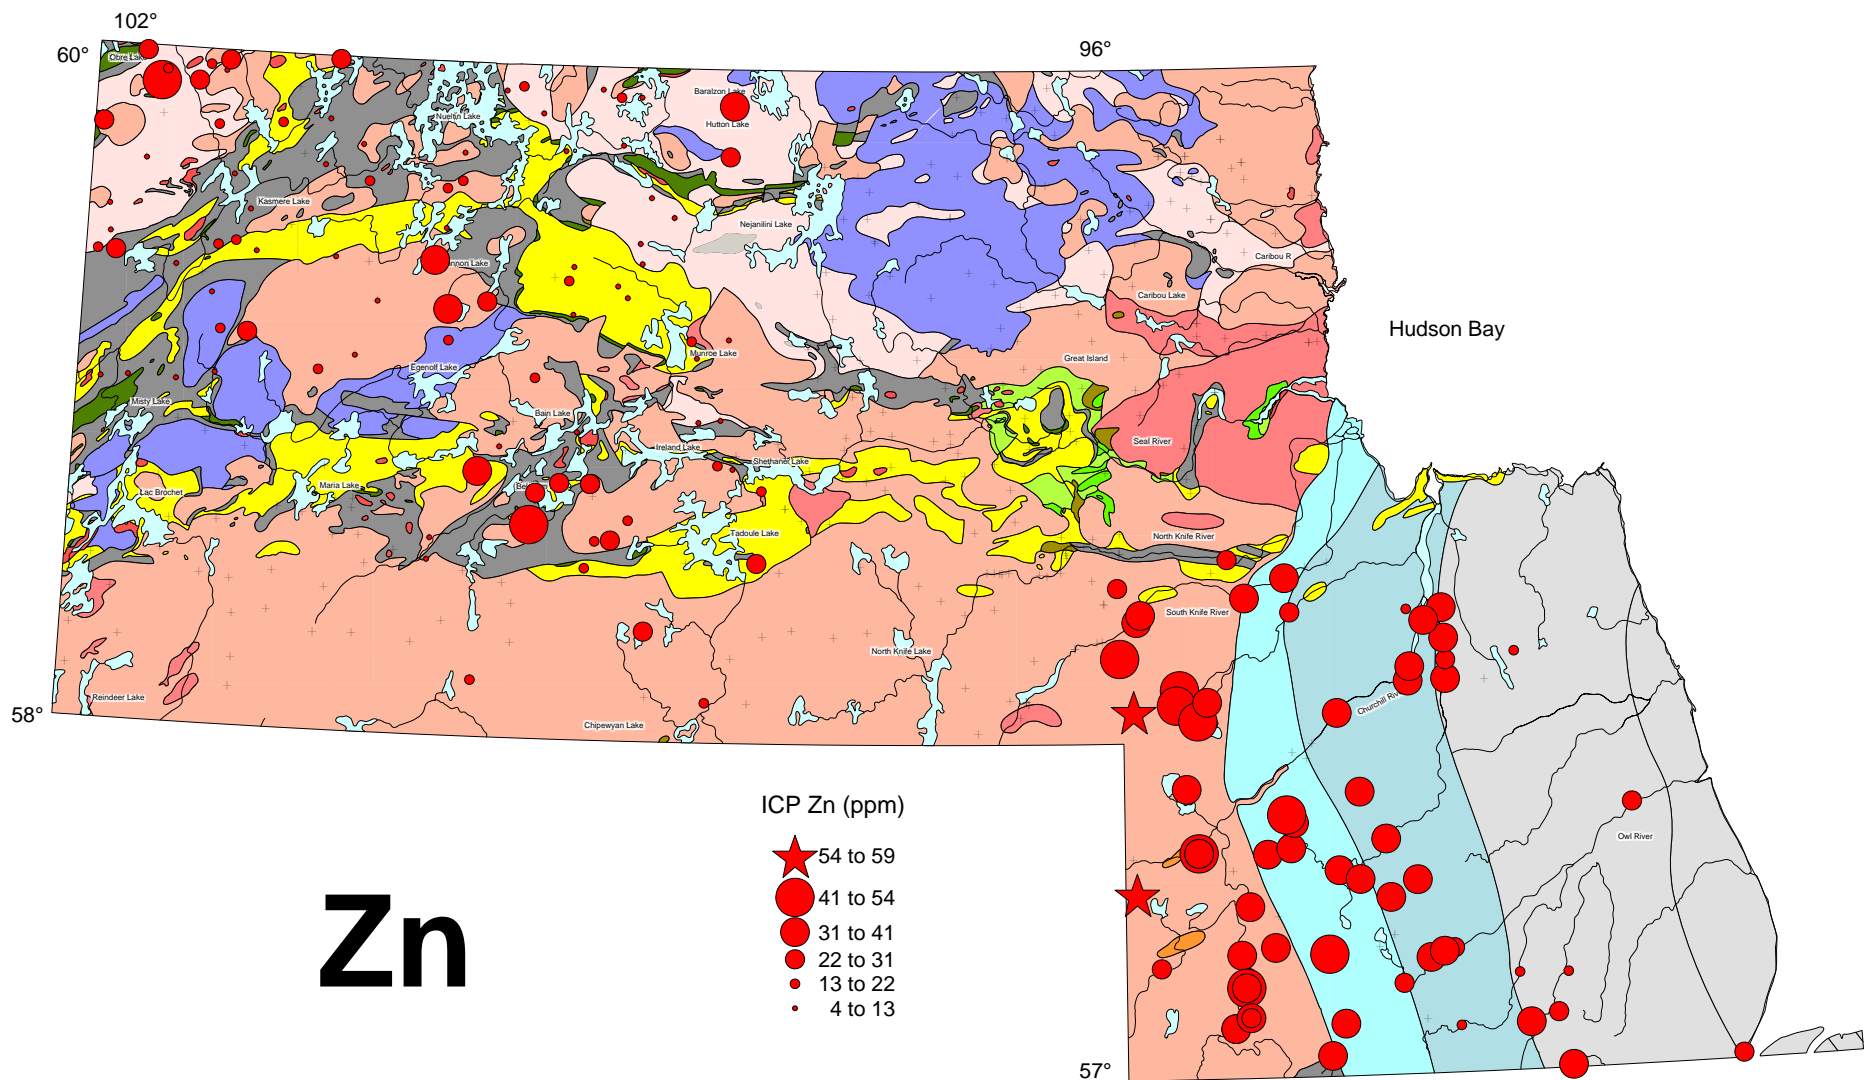 102°
60°
96°
Obre Lake
Baralzon Lake
Nueltin Lake
Hutton Lake
Kasmere Lake
Nejanilini Lake
Caribou R
Caribou Lake
Hudson Bay
Munroe Lake
Great Island
Egenolf Lake
Misty Lake
Bain Lake
Seal River
Ireland Lake
Shethanei Lake
Maria Lake
Lac Brochet
Tadoule Lake
North Knife River
South Knife River
North Knife Lake
Reindeer Lake
Churchill Riv
58°
Chipewyan Lake
ICP Zn (ppm)
54 to 59
41 to 54
31 to 41
22 to 31
13 to 22
4 to 13
Zn
Owl River
57°